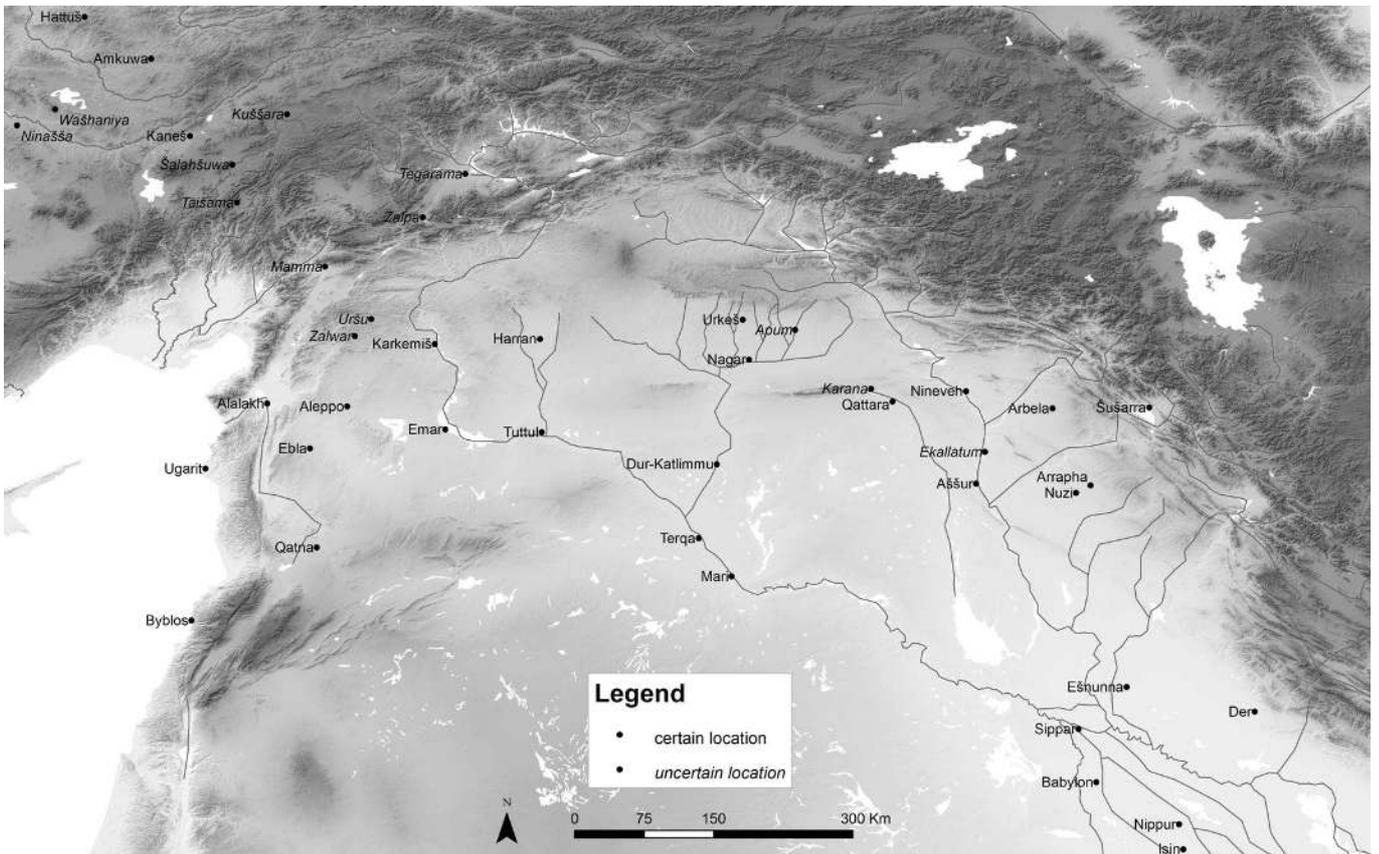 Hattuš
Amkuwa
Wašhaniya
Ninašša
Kuššara
Kaneš
Šalahšuwa
Tegarama
Taišama
Zalpa
Mamma
Uršu
Zalwar
Karkemiš
Harran
Urkeš
Apum
Nagar
Karana
Qattara
Nineveh
Arbela
Šušarra
Alalakh
Aleppo
Emar
Tuttul
Ebla
Ekallatum
Ugarit
Dur-Katlimmu
Aššur
Arrapha
Nuzi
Terqa
Qatna
Mari
Byblos
Ešnunna
Der
Sippar
Babylon
Nippur
Isin
Legend
certain location
uncertain location
N
0 75 150 300 Km